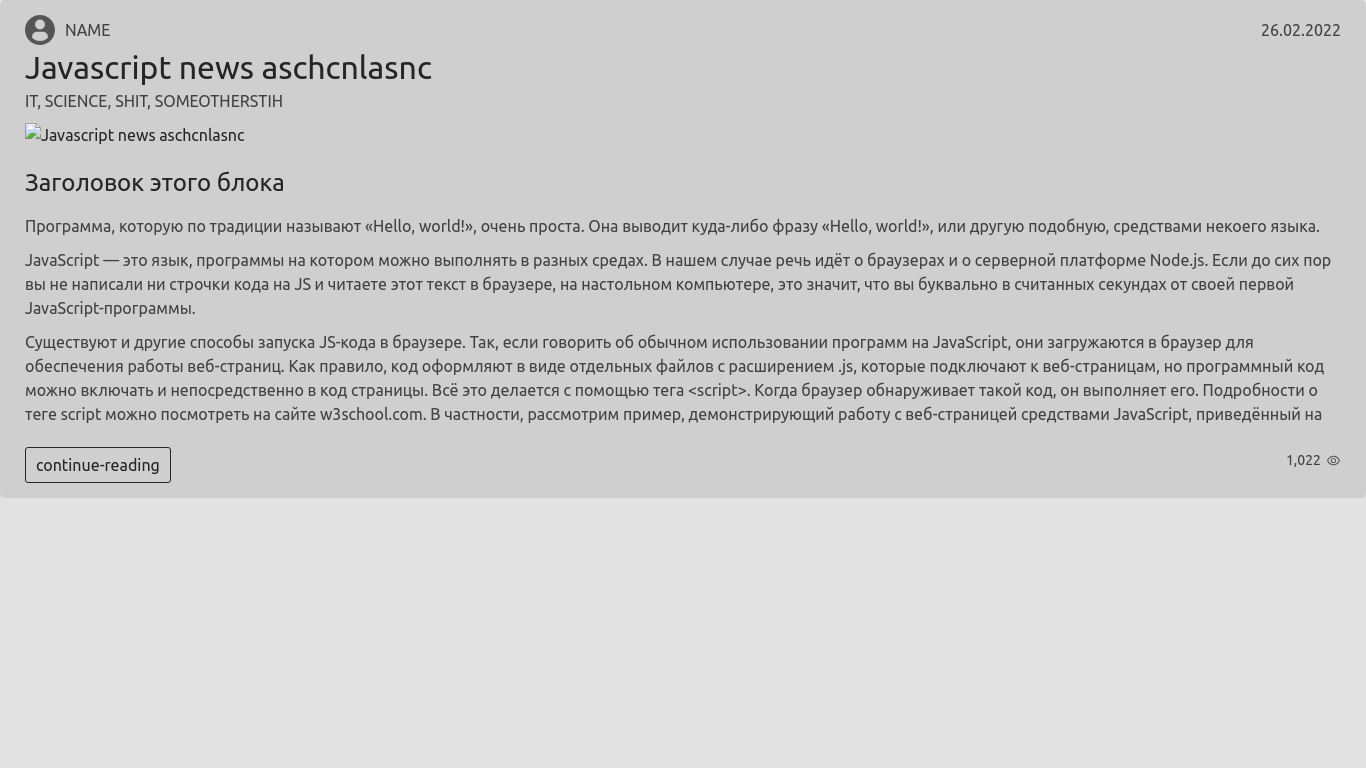 NAME
26.02.2022
Javascript news aschcnlasnc
IT, SCIENCE, SHIT, SOMEOTHERSTIH
Javascript news aschcnlasnc
Заголовок этого блока
Программа, которую по традиции называют «Hello, world!», очень проста. Она выводит куда-либо фразу «Hello, world!», или другую подобную, средствами некоего языка.
JavaScript — это язык, программы на котором можно выполнять в разных средах. В нашем случае речь идёт о браузерах и о серверной платформе Node.js. Если до сих пор
вы не написали ни строчки кода на JS и читаете этот текст в браузере, на настольном компьютере, это значит, что вы буквально в считанных секундах от своей первой
JavaScript-программы.
Существуют и другие способы запуска JS-кода в браузере. Так, если говорить об обычном использовании программ на JavaScript, они загружаются в браузер для
обеспечения работы веб-страниц. Как правило, код оформляют в виде отдельных файлов с расширением .js, которые подключают к веб-страницам, но программный код
можно включать и непосредственно в код страницы. Всё это делается с помощью тега <script>. Когда браузер обнаруживает такой код, он выполняет его. Подробности о
теге script можно посмотреть на сайте w3school.com. В частности, рассмотрим пример, демонстрирующий работу с веб-страницей средствами JavaScript, приведённый на
continue-reading
1,022